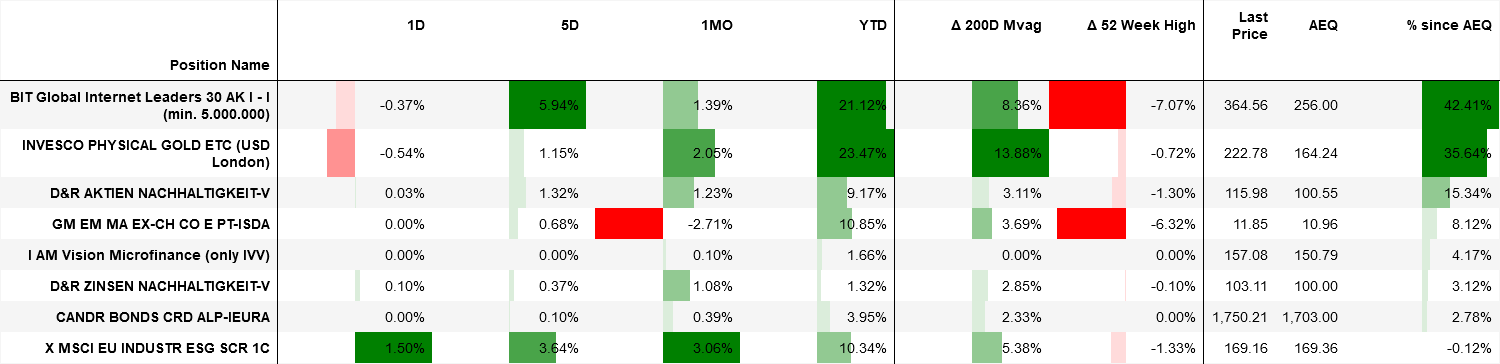 Position Name 1D 5D 1MO YTD Δ 200D Mvag Δ 52 Week High Last Price AEQ % since AEQ
BIT Global Internet Leaders 30 AK I - I
(min. 5.000.000) -0.37% 5.94% 1.39% 21.12% 8.36% -7.07% 364.56 256.00 42.41%
INVESCO PHYSICAL GOLD ETC (USD
London) -0.54% 1.15% 2.05% 23.47% 13.88% -0.72% 222.78 164.24 35.64%
D&R AKTIEN NACHHALTIGKEIT-V 0.03% 1.32% 1.23% 9.17% 3.11% -1.30% 115.98 100.55 15.34%
GM EM MA EX-CH CO E PT-ISDA 0.00% 0.68% -2.71% 10.85% 3.69% -6.32% 11.85 10.96 8.12%
I AM Vision Microfinance (only IVV) 0.00% 0.00% 0.10% 1.66% 0.00% 0.00% 157.08 150.79 4.17%
D&R ZINSEN NACHHALTIGKEIT-V 0.10% 0.37% 1.08% 1.32% 2.85% -0.10% 103.11 100.00 3.12%
CANDR BONDS CRD ALP-IEURA 0.00% 0.10% 0.39% 3.95% 2.33% 0.00% 1,750.21 1,703.00 2.78%
X MSCI EU INDUSTR ESG SCR 1C 1.50% 3.64% 3.06% 10.34% 5.38% -1.33% 169.16 169.36 -0.12%